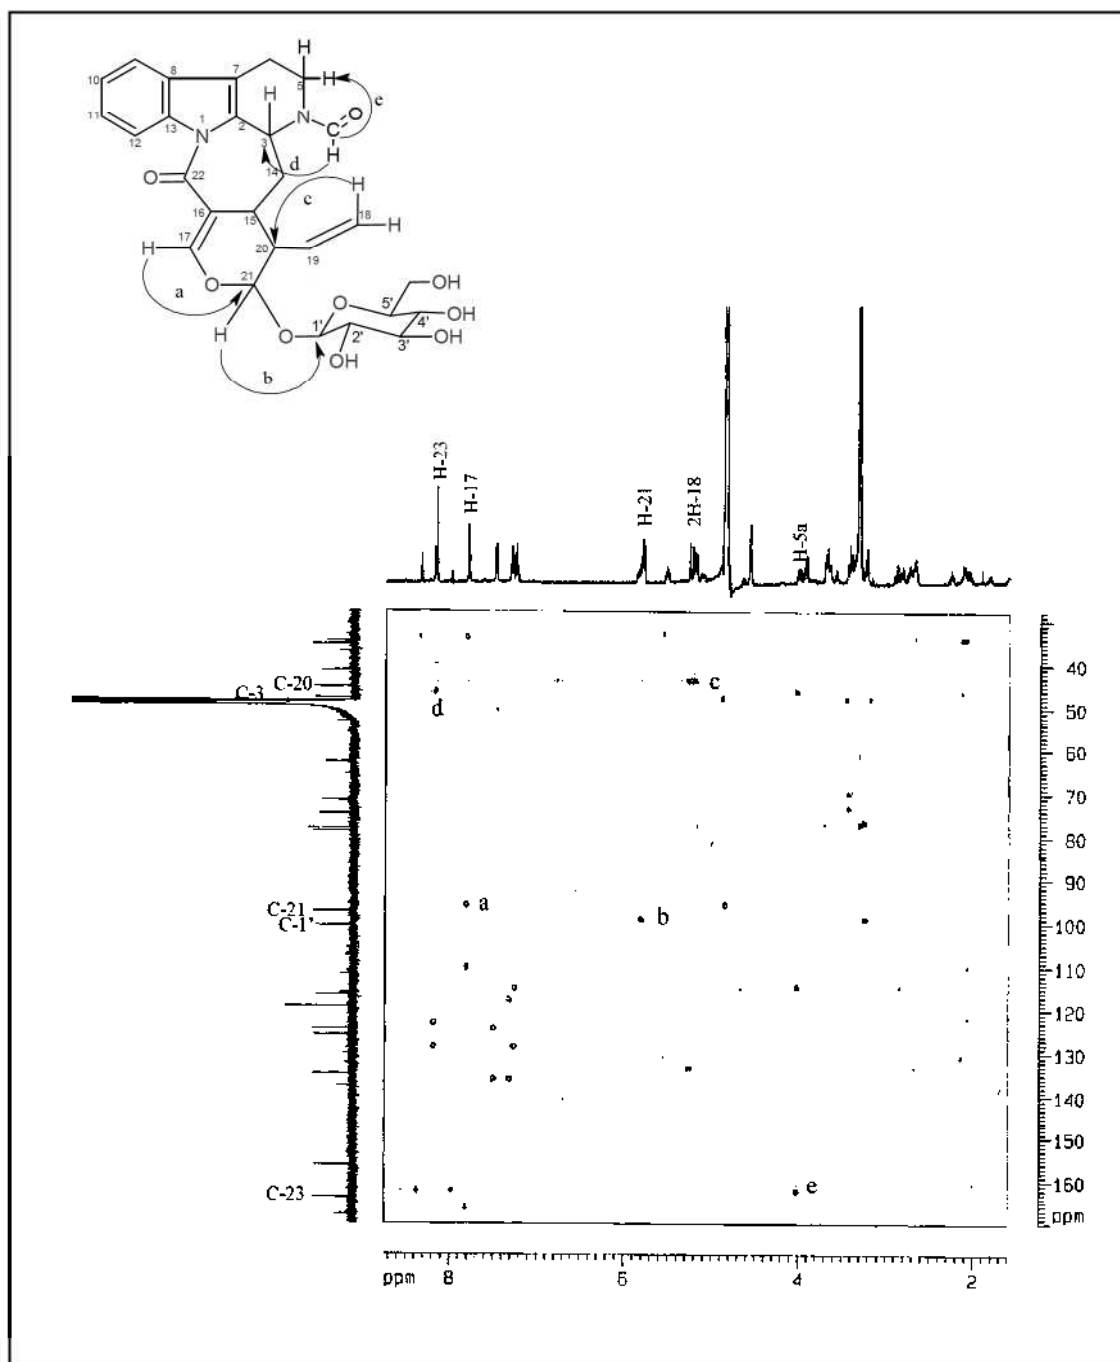 H
5 H
O
e
N C
H
H
8 7
10
11
1
N
2
3
13
12
d
14
H
O
22
c
18 H
16
15
17
H
20
19
O
21
a
H
O
O
OH
5'
4' OH
1'
2'
3' OH
OH
b
H-23
H-17
H-21
2H-18
H-5a
C-3 C-20
C-21
C-1'
C-23
d
c
a
b
e
40
50
60
70
80
90
100
110
120
130
140
150
160
ppm
ppm 8 6 4 2